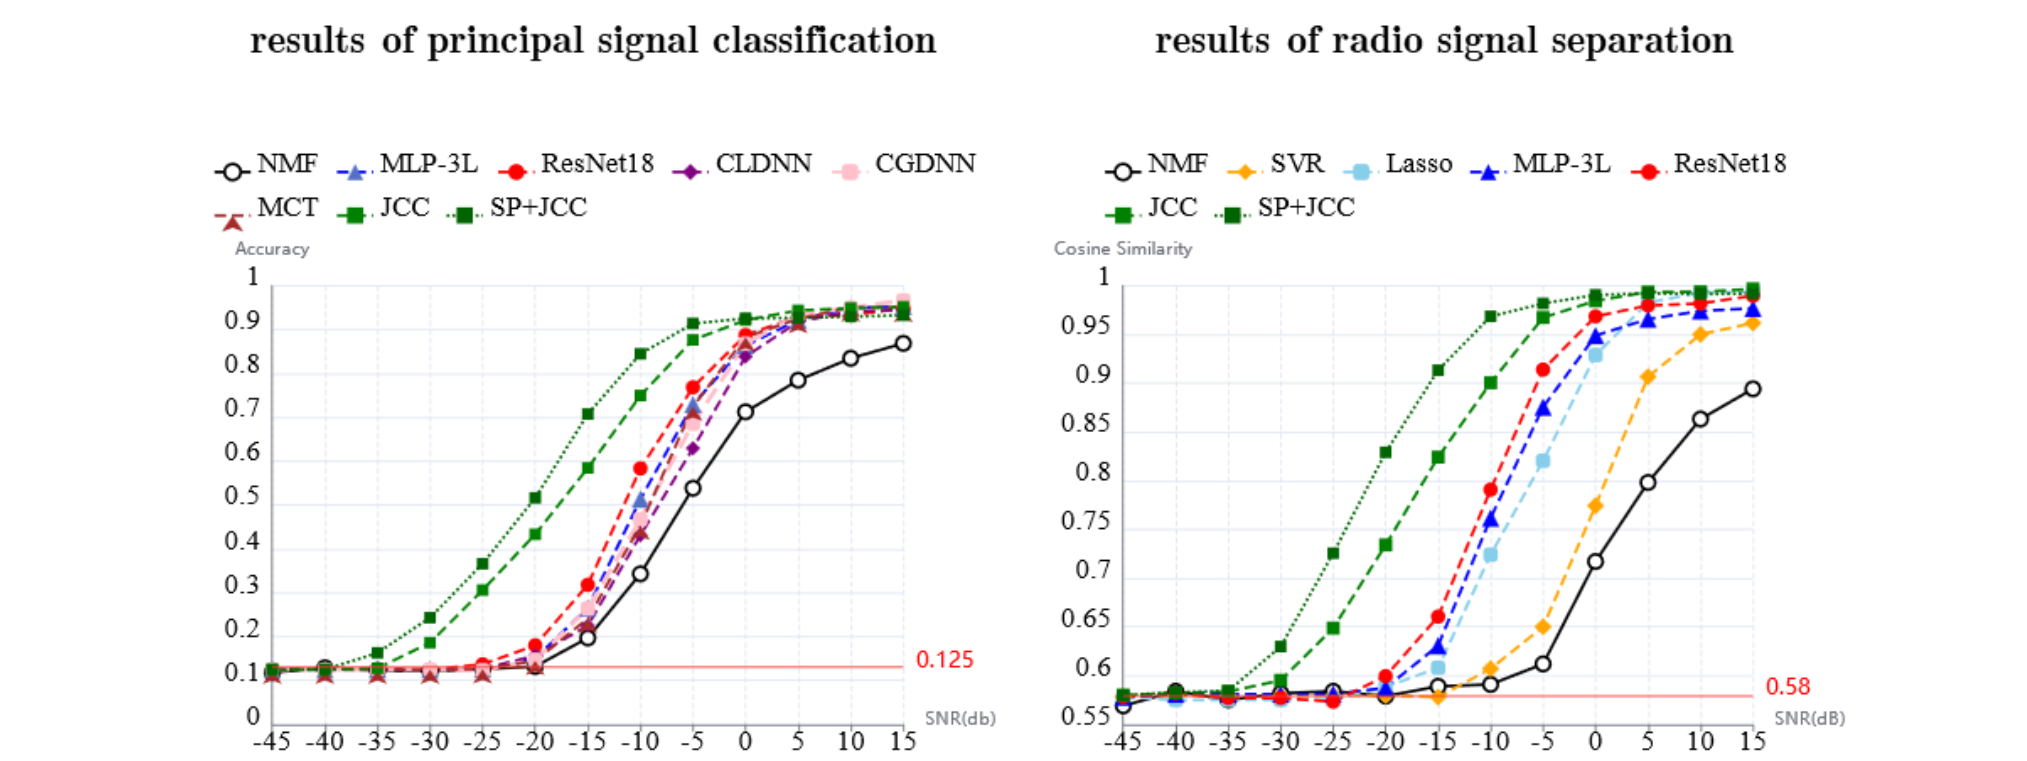 results of principal signal classification
NMF MLP-3L ResNet18 CLDNN CGDNN
MCT JCC SP+JCC
Accuracy
1
0.9
0.8
0.7
0.6
0.5
0.4
0.3
0.2
0.1
0
0.125
SNR(db)
-45 -40 -35 -30 -25 -20 -15 -10 -5 0 5 10 15
results of radio signal separation
NMF SVR Lasso MLP-3L ResNet18
JCC SP+JCC
Cosine Similarity
1
0.95
0.9
0.85
0.8
0.75
0.7
0.65
0.6
0.55
0.58
SNR(dB)
-45 -40 -35 -30 -25 -20 -15 -10 -5 0 5 10 15